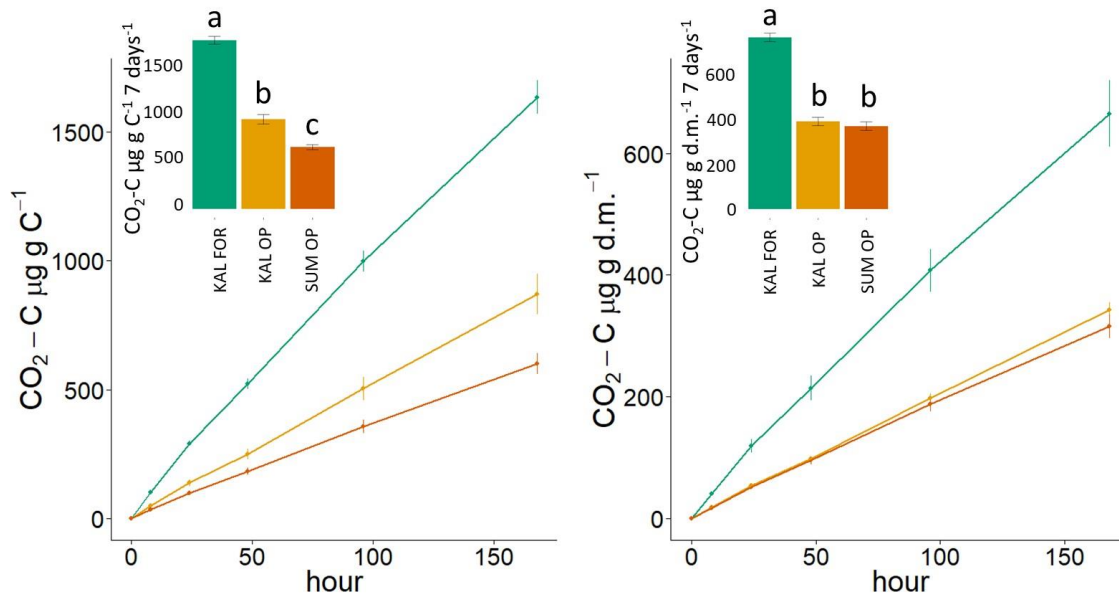 CO₂-C µg g C⁻¹ 7 days⁻¹
1500
1000
500
0
a
b
c
KAL FOR
KAL OP
SUM OP
CO₂ – C µg g C⁻¹
1500
1000
500
0
0 50 100 150
hour
CO₂-C µg g d.m.⁻¹ 7 days⁻¹
600
400
200
0
a
b
b
KAL FOR
KAL OP
SUM OP
CO₂ – C µg g d.m.⁻¹
600
400
200
0
0 50 100 150
hour